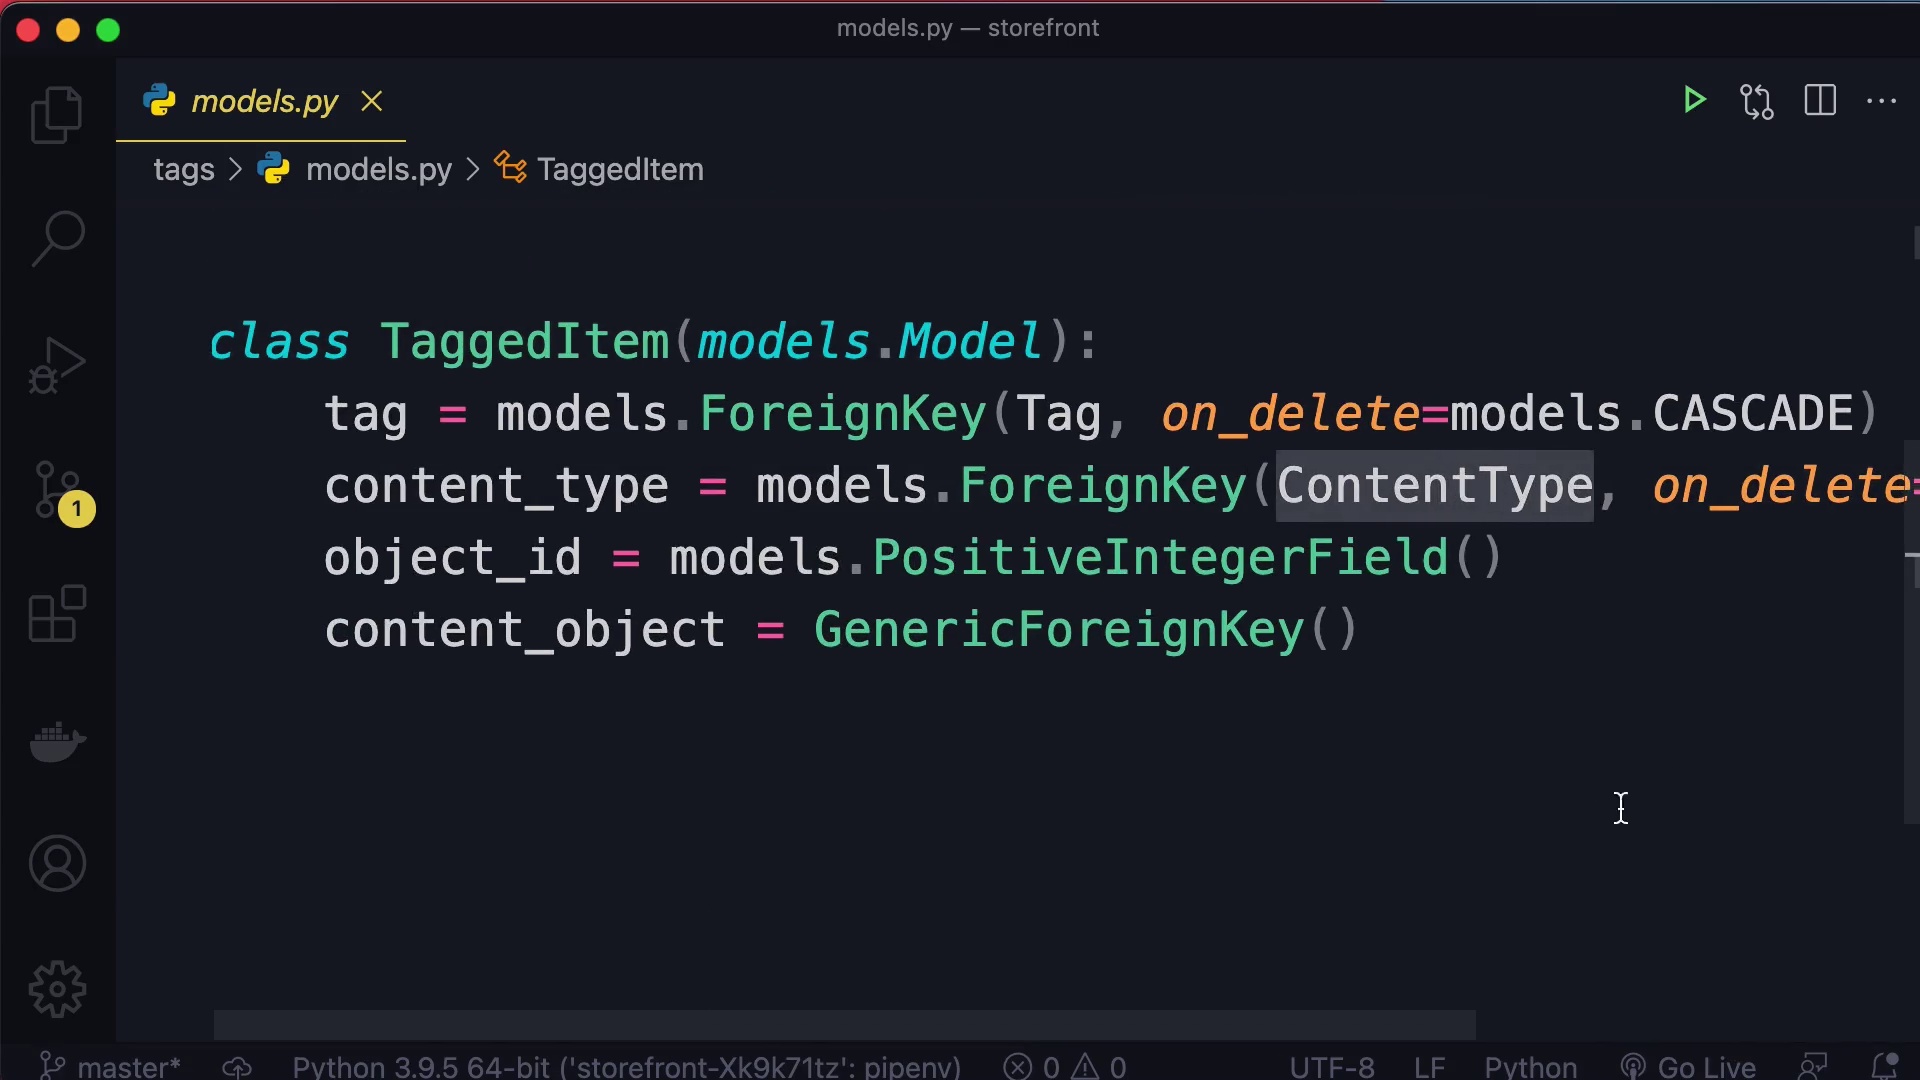 models.py — storefront
models.py
tags > models.py > TaggedItem
class TaggedItem(models.Model):
tag = models.ForeignKey(Tag, on_delete=models.CASCADE)
content_type = models.ForeignKey(ContentType, on_delete=
object_id = models.PositiveIntegerField()
content_object = GenericForeignKey()
1
master* Python 3.9.5 64-bit ('storefront-Xk9k71tz': pipenv) 0 0 UTF-8 LF Python Go Live